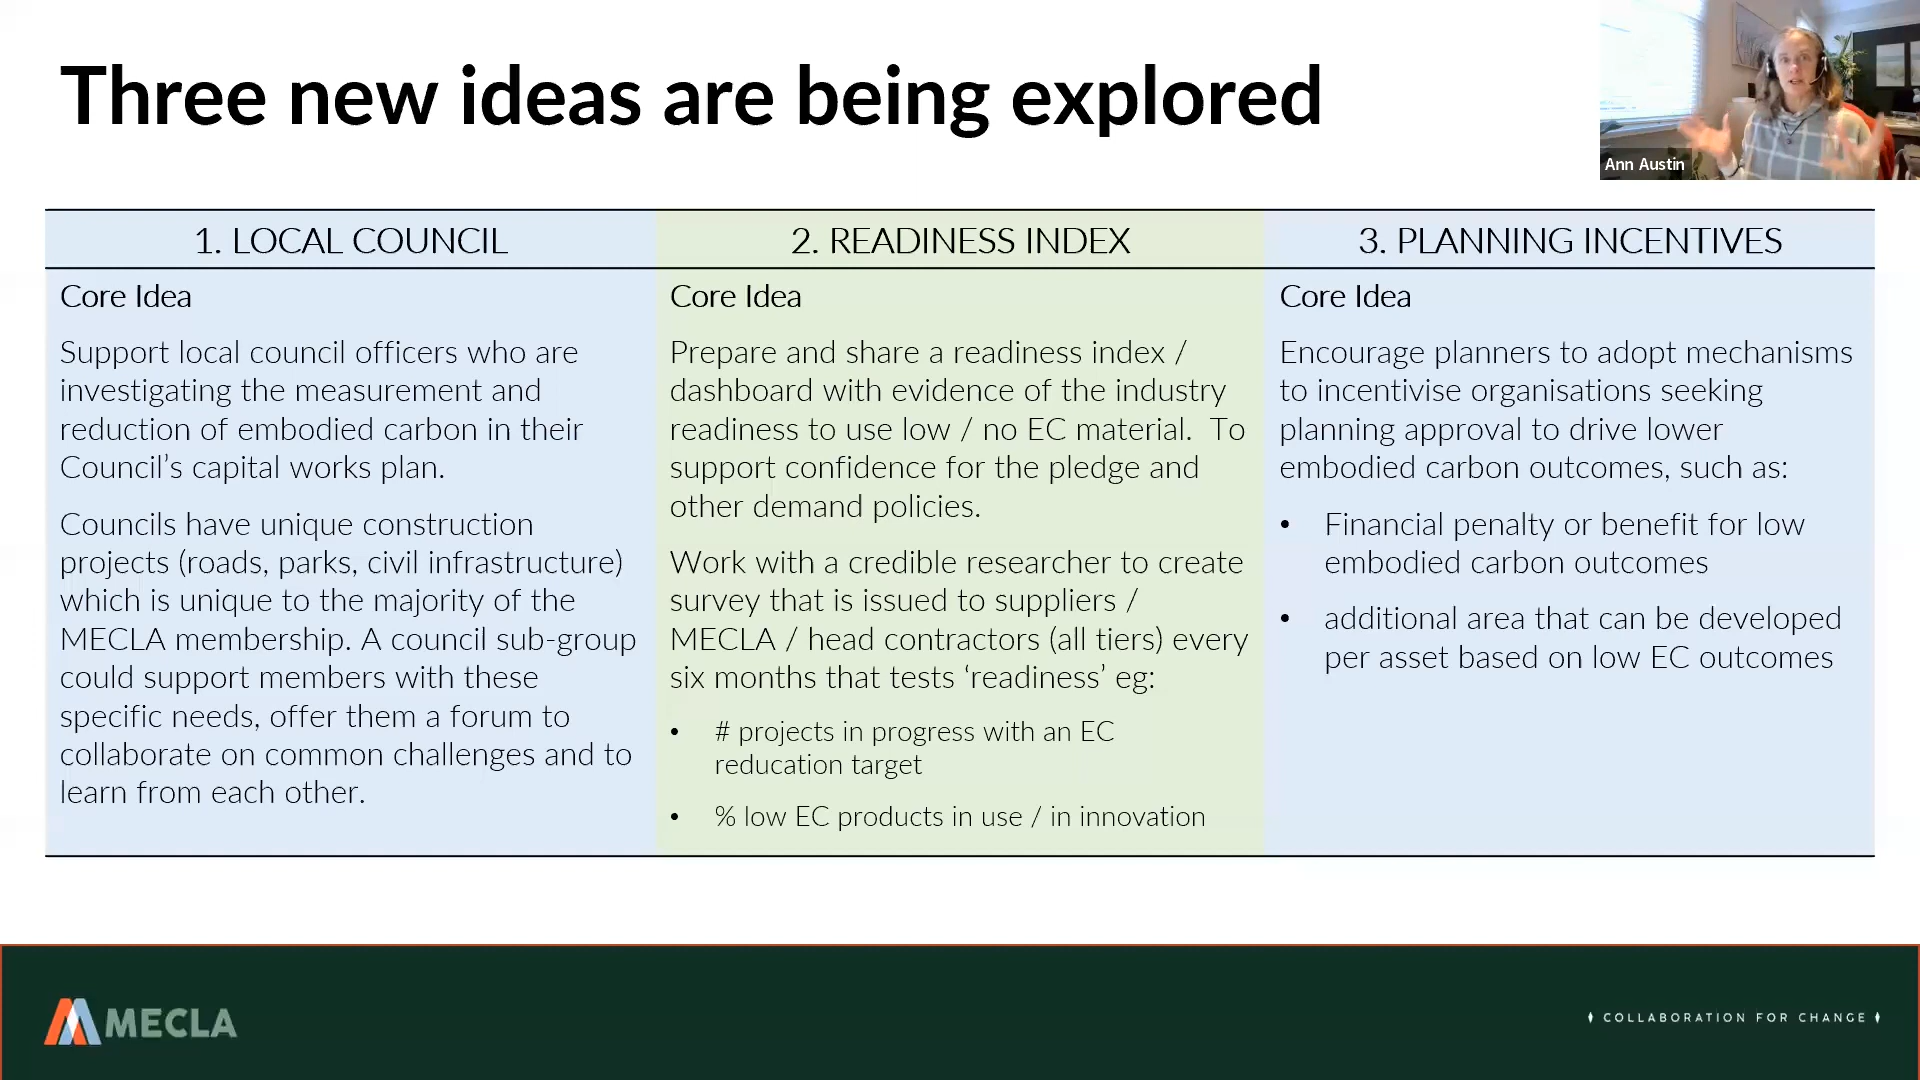 Three new ideas are being explored
Ann Austin
1. LOCAL COUNCIL
Core Idea
Support local council officers who are
investigating the measurement and
reduction of embodied carbon in their
Council's capital works plan.
Councils have unique construction
projects (roads, parks, civil infrastructure)
which is unique to the majority of the
MECLA membership. A council sub-group
could support members with these
specific needs, offer them a forum to
collaborate on common challenges and to
learn from each other.
2. READINESS INDEX
Core Idea
Prepare and share a readiness index /
dashboard with evidence of the industry
readiness to use low / no EC material.  To
support confidence for the pledge and
other demand policies.
Work with a credible researcher to create
survey that is issued to suppliers /
MECLA / head contractors (all tiers) every
six months that tests ‘readiness’ eg:
• # projects in progress with an EC
reducation target
• % low EC products in use / in innovation
3. PLANNING INCENTIVES
Core Idea
Encourage planners to adopt mechanisms
to incentivise organisations seeking
planning approval to drive lower
embodied carbon outcomes, such as:
• Financial penalty or benefit for low
embodied carbon outcomes
• additional area that can be developed
per asset based on low EC outcomes
MECLA
COLLABORATION FOR CHANGE